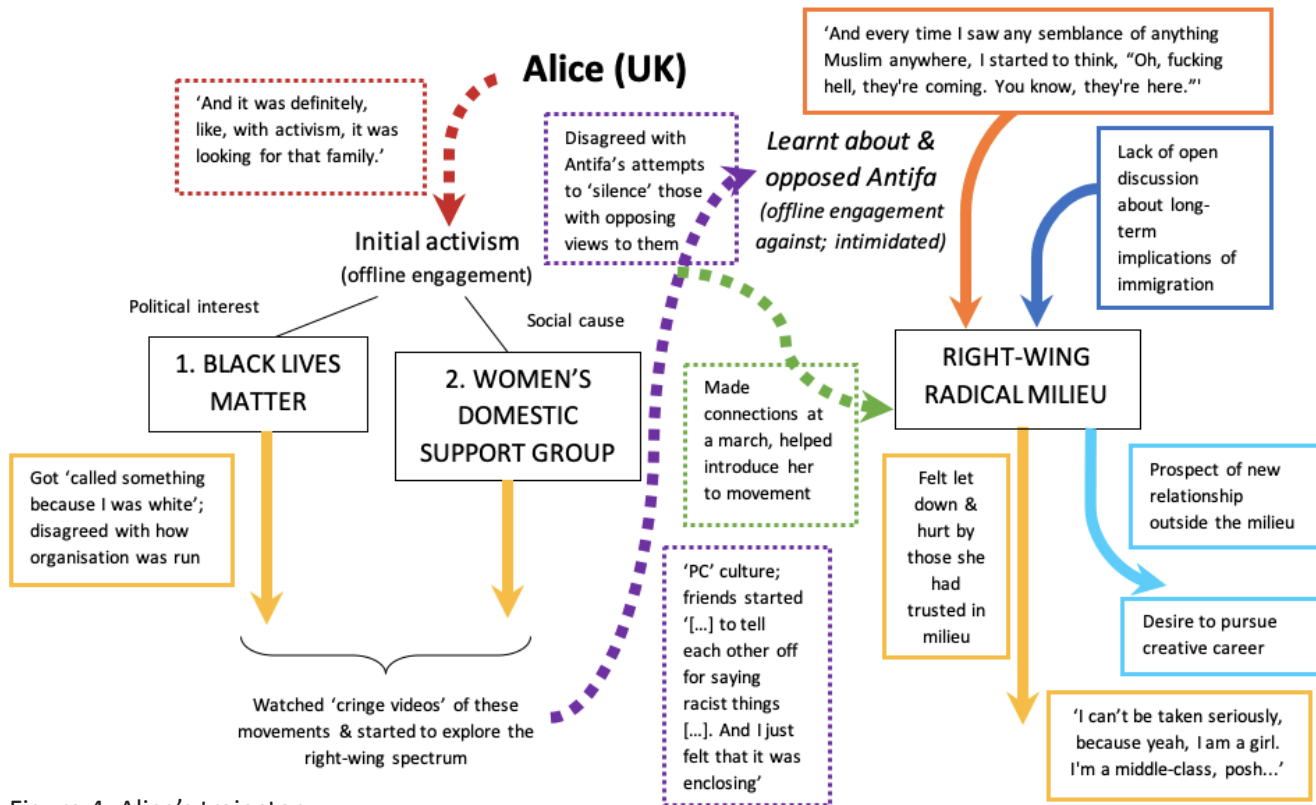 Alice (UK)
‘And it was definitely,
like, with activism, it was
looking for that family.’
Initial activism
(offline engagement)
Political interest
Social cause
1. BLACK LIVES
MATTER
2. WOMEN’S
DOMESTIC
SUPPORT GROUP
Got ‘called something
because I was white’;
disagreed with how
organisation was run
Watched ‘cringe videos’ of these
movements & started to explore the
right-wing spectrum
Disagreed with
Antifa’s attempts
to ‘silence’ those
with opposing
views to them
‘PC’ culture;
friends started
‘[…] to tell
each other off
for saying
racist things
[…]. And I just
felt that it was
enclosing’
Learnt about &
opposed Antifa
(offline engagement
against; intimidated)
Made
connections at
a march, helped
introduce her
to movement
‘And every time I saw any semblance of anything
Muslim anywhere, I started to think, “Oh, fucking
hell, they're coming. You know, they're here.”'
Lack of open
discussion
about long-
term
implications of
immigration
RIGHT-WING
RADICAL MILIEU
Felt let
down &
hurt by
those she
had
trusted in
milieu
Prospect of new
relationship
outside the milieu
Desire to pursue
creative career
‘I can’t be taken seriously,
because yeah, I am a girl.
I'm a middle-class, posh...’